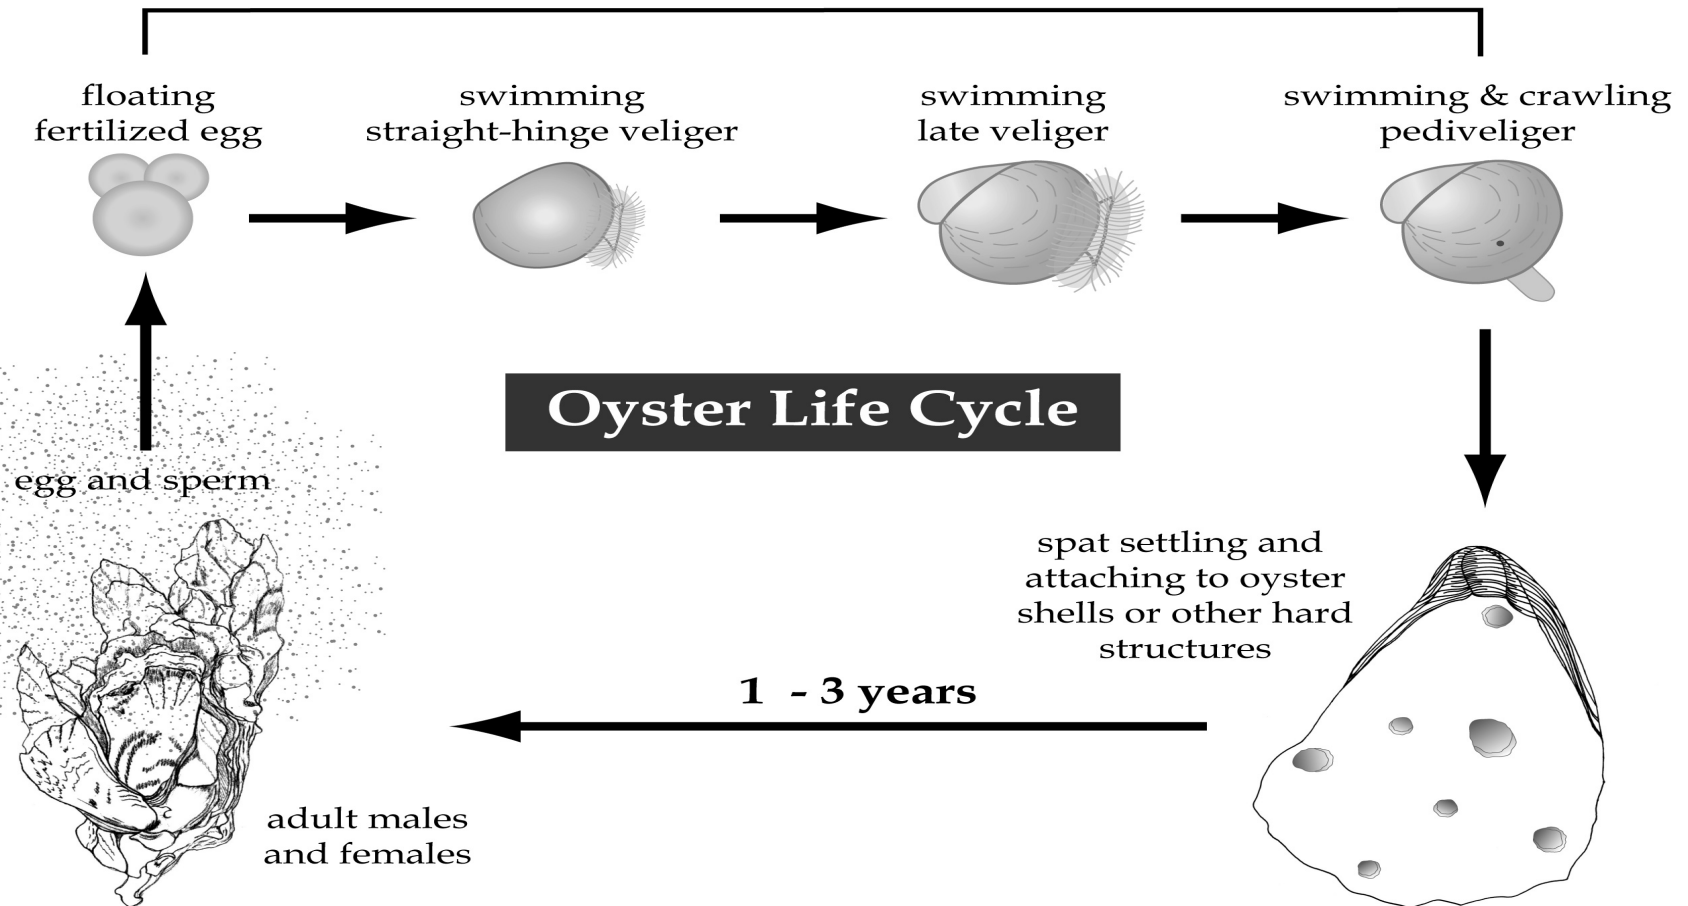 floating
fertilized egg
swimming
straight-hinge veliger
swimming
late veliger
swimming & crawling
pediveliger
Oyster Life Cycle
egg and sperm
spat settling and
attaching to oyster
shells or other hard
structures
1 - 3 years
adult males
and females